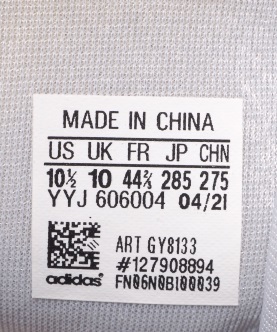 MADE IN CHINA
US UK FR JP CHN
10½ 10 44⅔ 285 275
YYJ 606004 04/21
ART GY8133
#127908894
adidas FN06N0BI00039